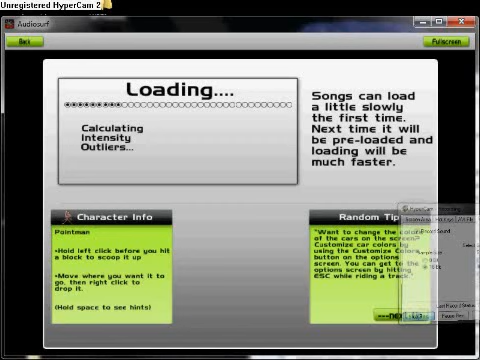 Unregistered HyperCam 2
Audiosurf
Back
Fullscreen
Loading....
Calculating
Intensity
Outliers...
Songs can load
a little slowly
the first time.
Next time it will
be pre-loaded and
loading will be
much faster.
Character Info
Pointman
•Hold left click before you hit
a block to scoop it up
•Move where you want it to
go, then right click to
drop it.
(Hold space to see hints)
Random Tip
"Want to change the color
of the cars on the screen?
Customize car colors by
using the Customize Colors
button on the options
screen. You can get to the
options screen by hitting
ESC while riding a track."